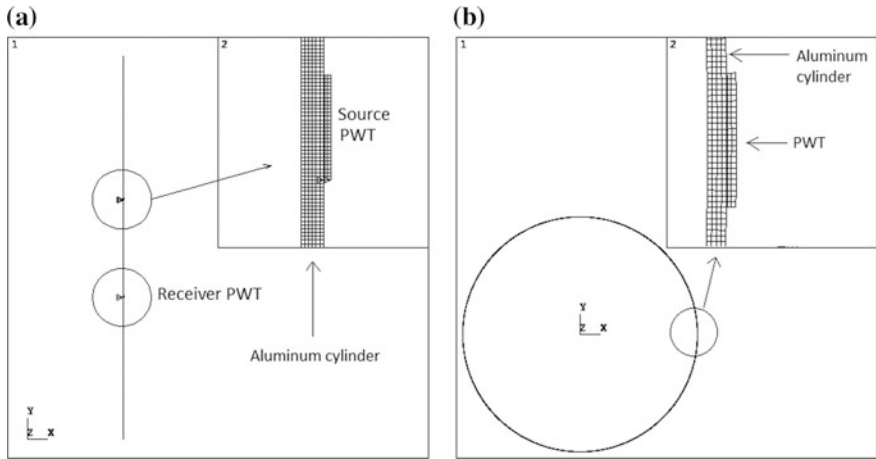 (a)
1
2
Source
PWT
Receiver PWT
Aluminum cylinder
Y
Z X
(b)
1
2
Aluminum
cylinder
PWT
Y
Z X